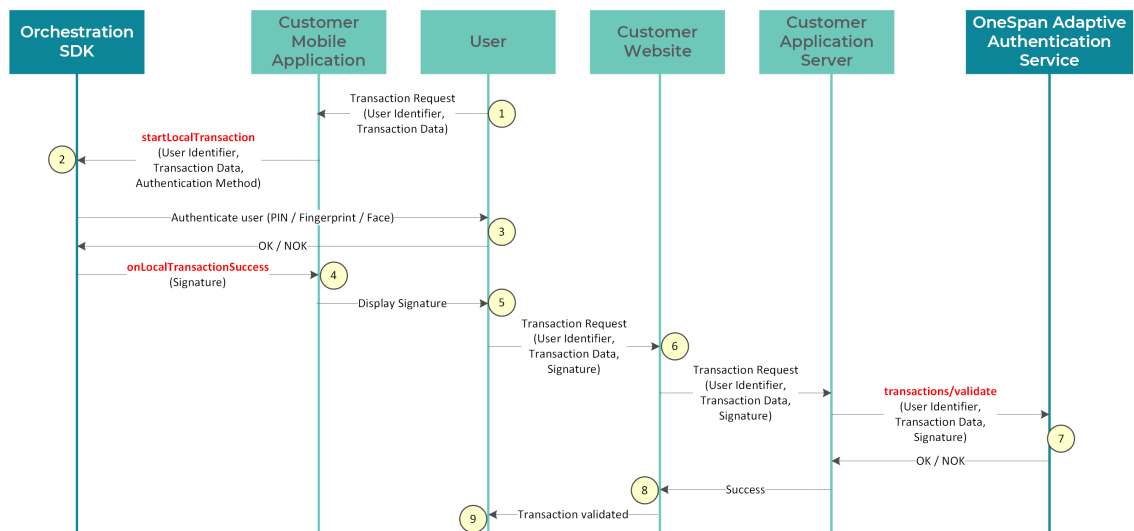 Orchestration
SDK
Customer
Mobile
Application
User
Customer
Website
Customer
Application
Server
OneSpan Adaptive
Authentication
Service
Transaction Request
(User Identifier,
Transaction Data)
1
startLocalTransaction
(User Identifier,
Transaction Data,
Authentication Method)
2
Authenticate user (PIN / Fingerprint / Face)
3
OK / NOK
onLocalTransactionSuccess
(Signature)
4
Display Signature
5
Transaction Request
(User Identifier,
Transaction Data,
Signature)
6
Transaction Request
(User Identifier,
Transaction Data,
Signature)
transactions/validate
(User Identifier,
Transaction Data,
Signature)
7
OK / NOK
Success
8
Transaction validated
9